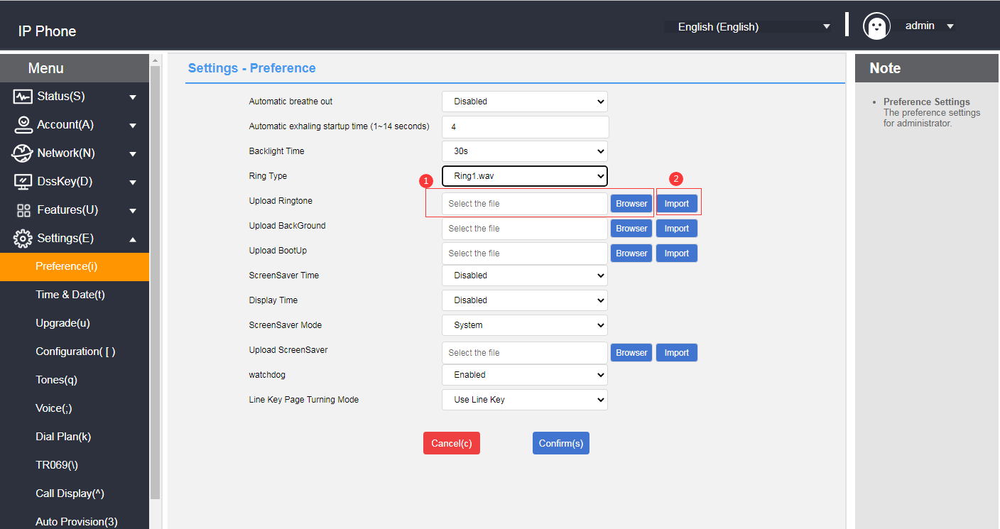 IP Phone
English (English)
admin
Menu
Status(S)
Account(A)
Network(N)
DssKey(D)
Features(U)
Settings(E)
Preference(i)
Time & Date(t)
Upgrade(u)
Configuration( [ )
Tones(q)
Voice(;)
Dial Plan(k)
TR069(\)
Call Display(^)
Auto Provision(3)
Settings - Preference
Automatic breathe out Disabled
Automatic exhaling startup time (1~14 seconds) 4
Backlight Time 30s
Ring Type Ring1.wav
1 2
Upload Ringtone Select the file Browser Import
Upload BackGround Select the file Browser Import
Upload BootUp Select the file Browser Import
ScreenSaver Time Disabled
Display Time Disabled
ScreenSaver Mode System
Upload ScreenSaver Select the file Browser Import
watchdog Enabled
Line Key Page Turning Mode Use Line Key
Cancel(c) Confirm(s)
Note
• Preference Settings
The preference settings
for administrator.